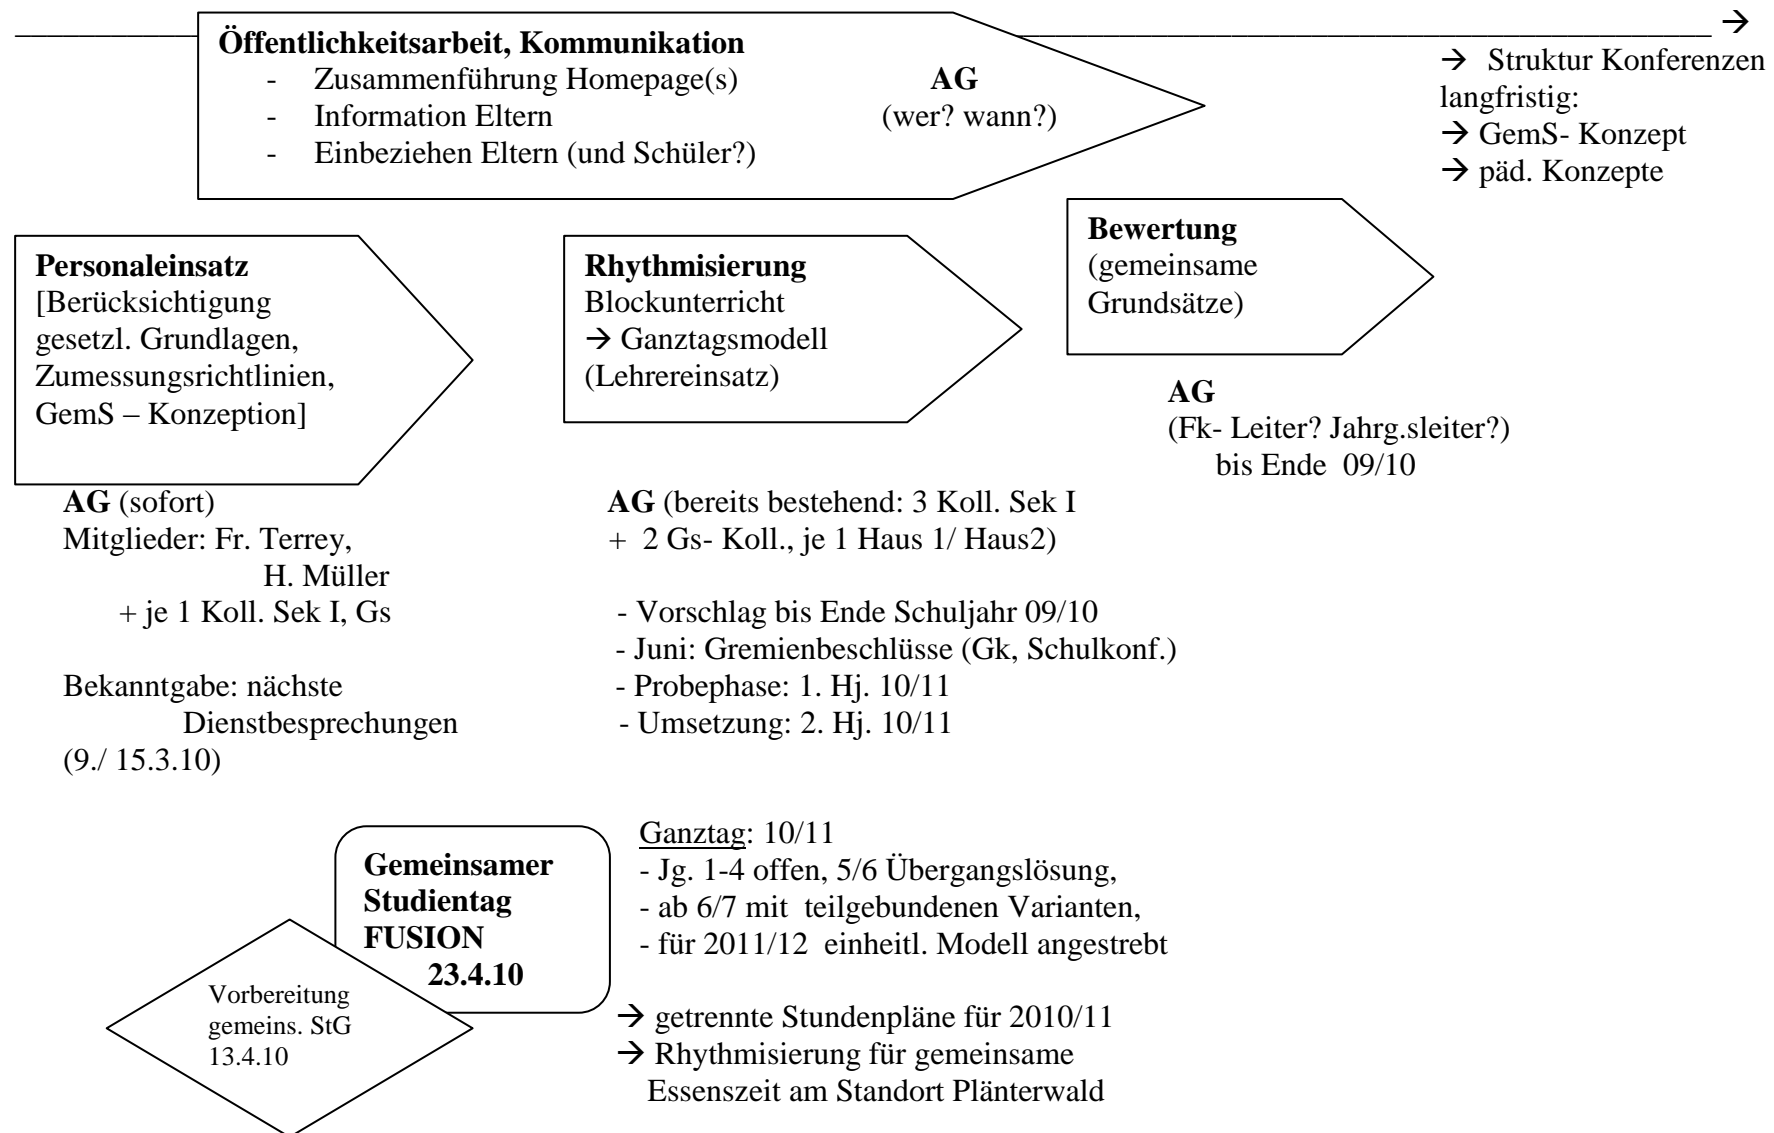 →
Öffentlichkeitsarbeit, Kommunikation
- Zusammenführung Homepage(s)
- Information Eltern
- Einbeziehen Eltern (und Schüler?)
AG
(wer? wann?)
→ Struktur Konferenzen
langfristig:
→ GemS- Konzept
→ päd. Konzepte
Personaleinsatz
[Berücksichtigung
gesetzl. Grundlagen,
Zumessungsrichtlinien,
GemS – Konzeption]
Rhythmisierung
Blockunterricht
→ Ganztagsmodell
(Lehrereinsatz)
Bewertung
(gemeinsame
Grundsätze)
AG
(Fk- Leiter? Jahrg.sleiter?)
bis Ende 09/10
AG (sofort)
Mitglieder: Fr. Terrey,
H. Müller
+ je 1 Koll. Sek I, Gs
Bekanntgabe: nächste
Dienstbesprechungen
(9./ 15.3.10)
AG (bereits bestehend: 3 Koll. Sek I
+ 2 Gs- Koll., je 1 Haus 1/ Haus2)
- Vorschlag bis Ende Schuljahr 09/10
- Juni: Gremienbeschlüsse (Gk, Schulkonf.)
- Probephase: 1. Hj. 10/11
- Umsetzung: 2. Hj. 10/11
Gemeinsamer
Studientag
FUSION
23.4.10
Vorbereitung
gemeins. StG
13.4.10
Ganztag: 10/11
- Jg. 1-4 offen, 5/6 Übergangslösung,
- ab 6/7 mit teilgebundenen Varianten,
- für 2011/12 einheitl. Modell angestrebt
→ getrennte Stundenpläne für 2010/11
→ Rhythmisierung für gemeinsame
Essenszeit am Standort Plänterwald